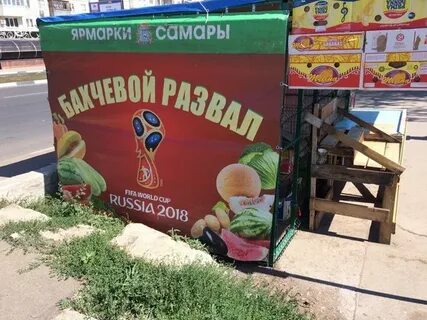 ЯРМАРКИ САМАРЫ
БАХЧЕВОЙ РАЗВАЛ
FIFA WORLD CUP
RUSSIA 2018